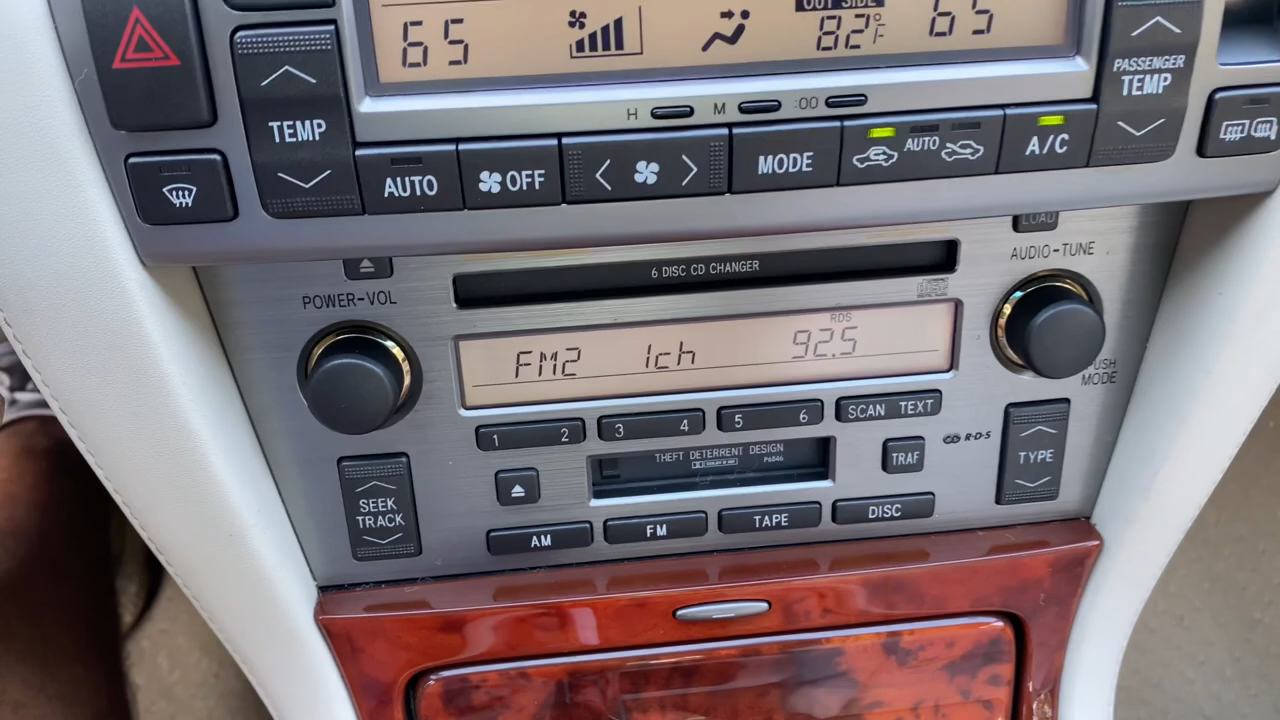 OUT SIDE
65
82°F
65
H
M
:00
TEMP
PASSENGER
TEMP
AUTO
OFF
MODE
AUTO
A/C
LOAD
POWER-VOL
6 DISC CD CHANGER
AUDIO-TUNE
RDS
FM2 1ch 92.5
PUSH
MODE
1 2
3 4
5 6
SCAN TEXT
THEFT DETERRENT DESIGN
P6846
TRAF
R·D·S
TYPE
SEEK
TRACK
AM
FM
TAPE
DISC